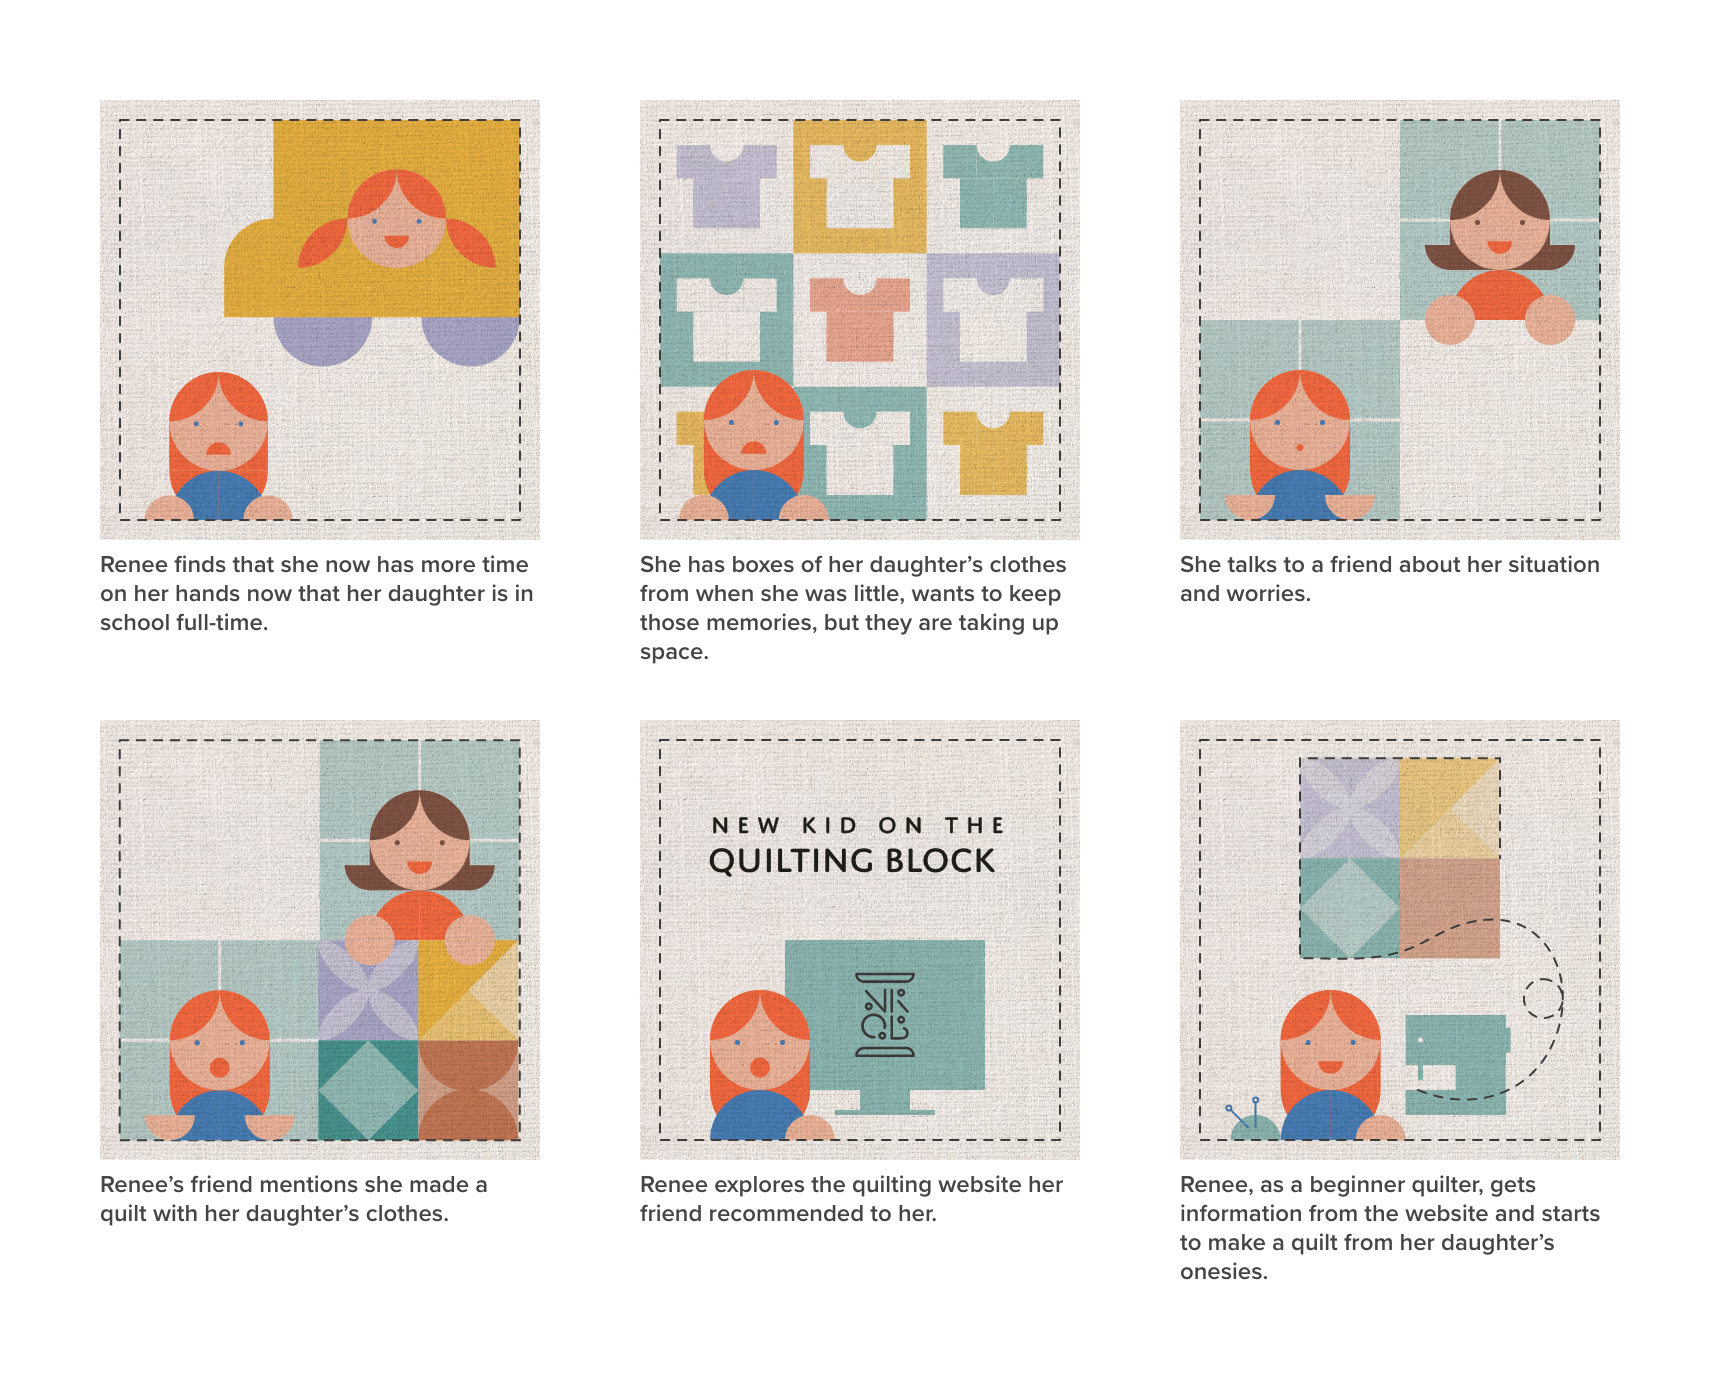 Renee finds that she now has more time
on her hands now that her daughter is in
school full-time.
She has boxes of her daughter’s clothes
from when she was little, wants to keep
those memories, but they are taking up
space.
She talks to a friend about her situation
and worries.
Renee’s friend mentions she made a
quilt with her daughter’s clothes.
NEW KID ON THE
QUILTING BLOCK
NK
QB
Renee explores the quilting website her
friend recommended to her.
Renee, as a beginner quilter, gets
information from the website and starts
to make a quilt from her daughter’s
onesies.